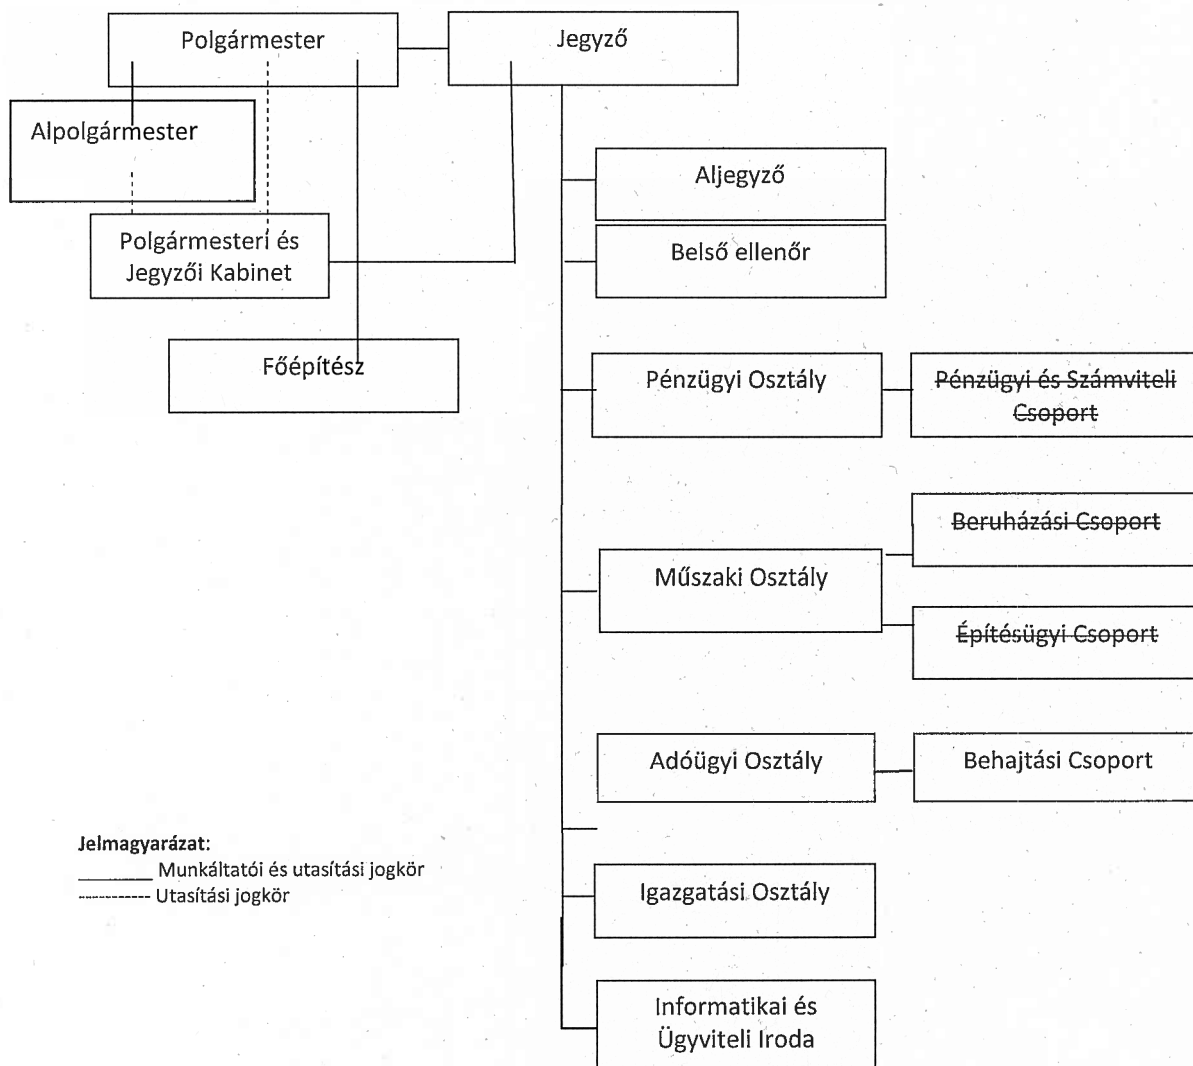 Polgármester
Jegyző
Alpolgármester
Aljegyző
Polgármesteri és
Jegyzői Kabinet
Belső ellenőr
Főépítész
Pénzügyi Osztály
Pénzügyi és Számviteli
Csoport
Beruházási Csoport
Műszaki Osztály
Építésügyi Csoport
Adóügyi Osztály
Behajtási Csoport
Jelmagyarázat:
Munkáltatói és utasítási jogkör
Utasítási jogkör
Igazgatási Osztály
Informatikai és
Ügyviteli Iroda